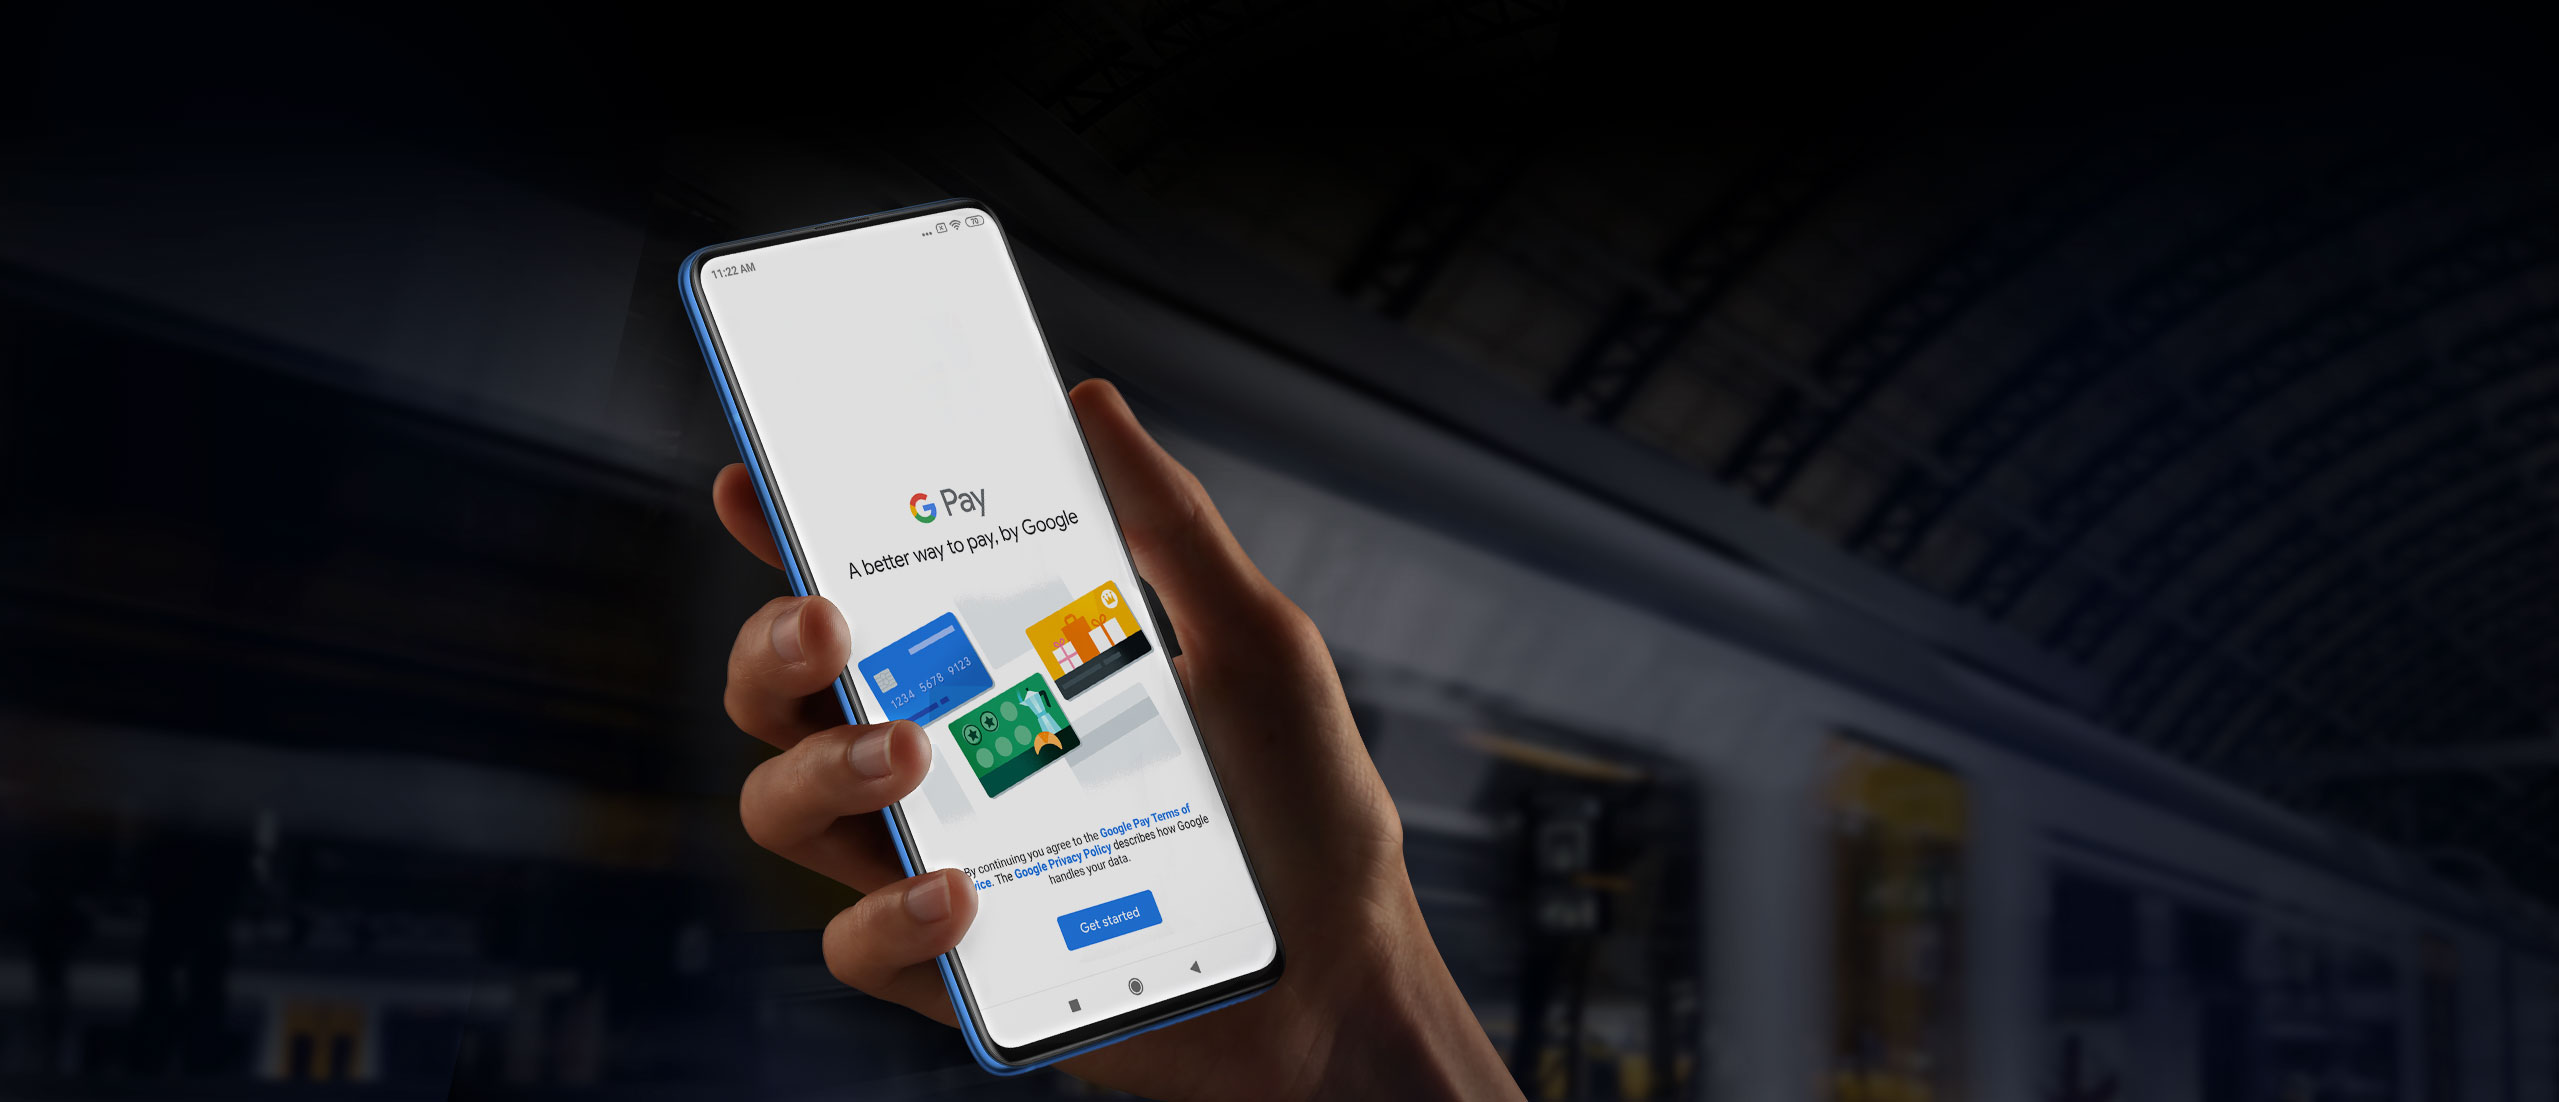 11:22 AM
70
G Pay
A better way to pay, by Google
1234 5678 9123
By continuing you agree to the Google Pay Terms of
vice. The Google Privacy Policy describes how Google
handles your data.
Get started